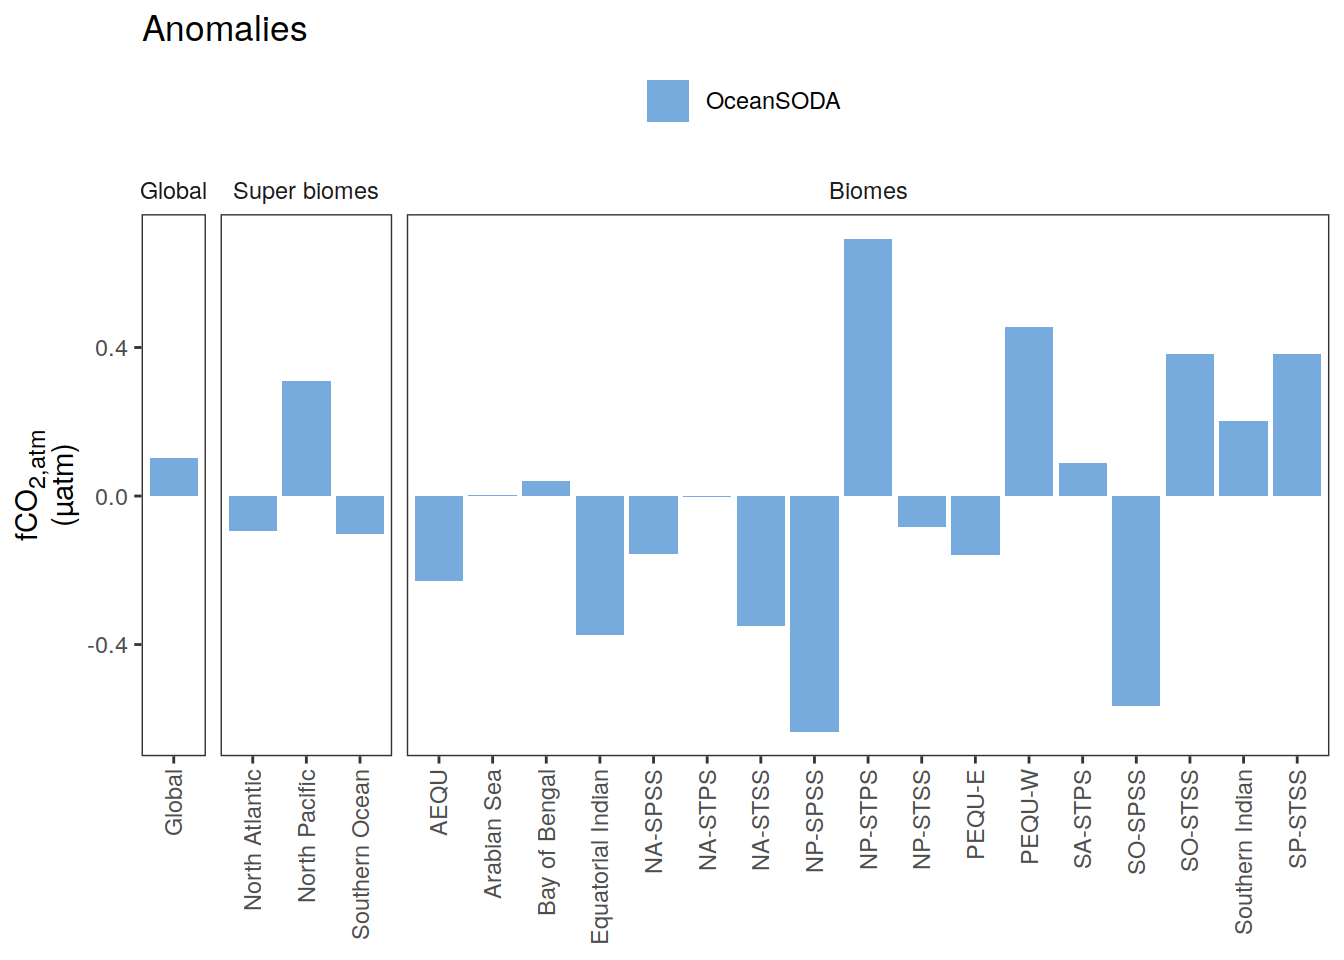 Anomalies
OceanSODA
Global
Super biomes
Biomes
fCO2,atm
(µatm)
0.4
0.0
-0.4
Global
North Atlantic
North Pacific
Southern Ocean
AEQU
Arabian Sea
Bay of Bengal
Equatorial Indian
NA-SPSS
NA-STPS
NA-STSS
NP-SPSS
NP-STPS
NP-STSS
PEQU-E
PEQU-W
SA-STPS
SO-SPSS
SO-STSS
Southern Indian
SP-STSS